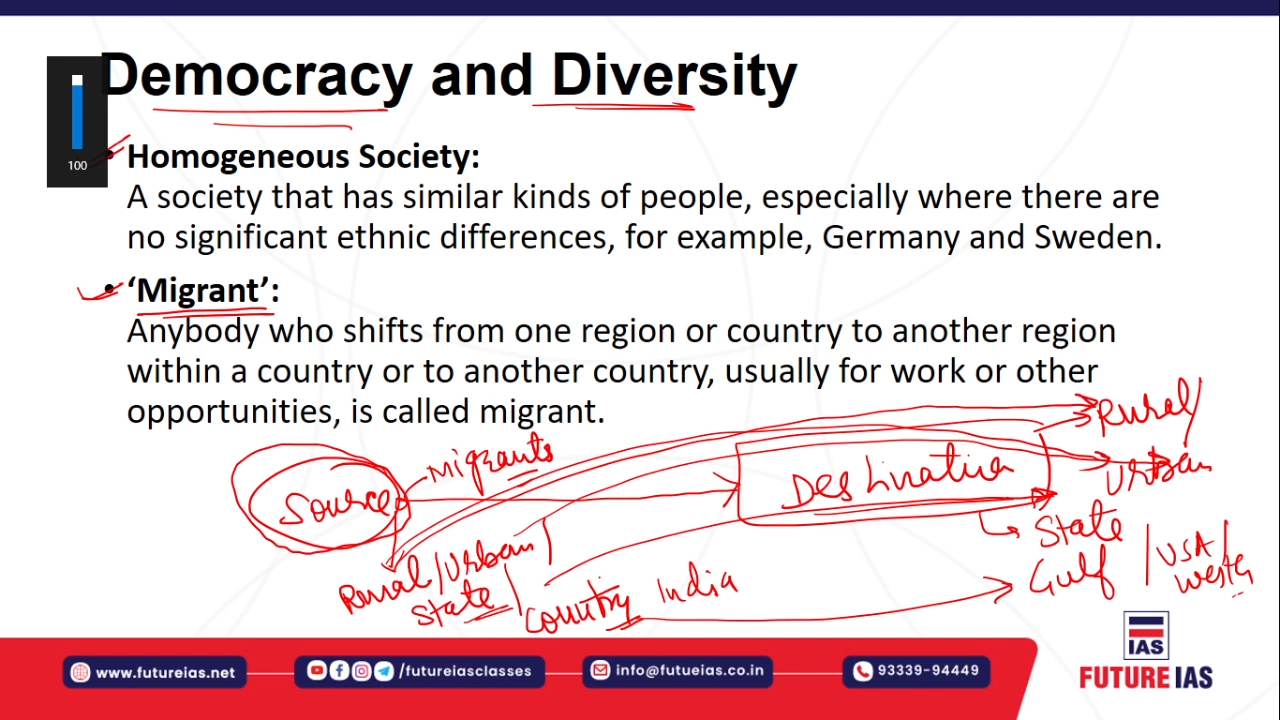 Democracy and Diversity
100
• Homogeneous Society:
A society that has similar kinds of people, especially where there are
no significant ethnic differences, for example, Germany and Sweden.
• ‘Migrant’:
Anybody who shifts from one region or country to another region
within a country or to another country, usually for work or other
opportunities, is called migrant.
Rural/
Migrants
Urban
Source
Destination
State
Rural/Urban
Gulf / USA/
western
State / Country India
IAS
www.futureias.net
/futureiasclasses
info@futueias.co.in
93339-94449
FUTURE IAS